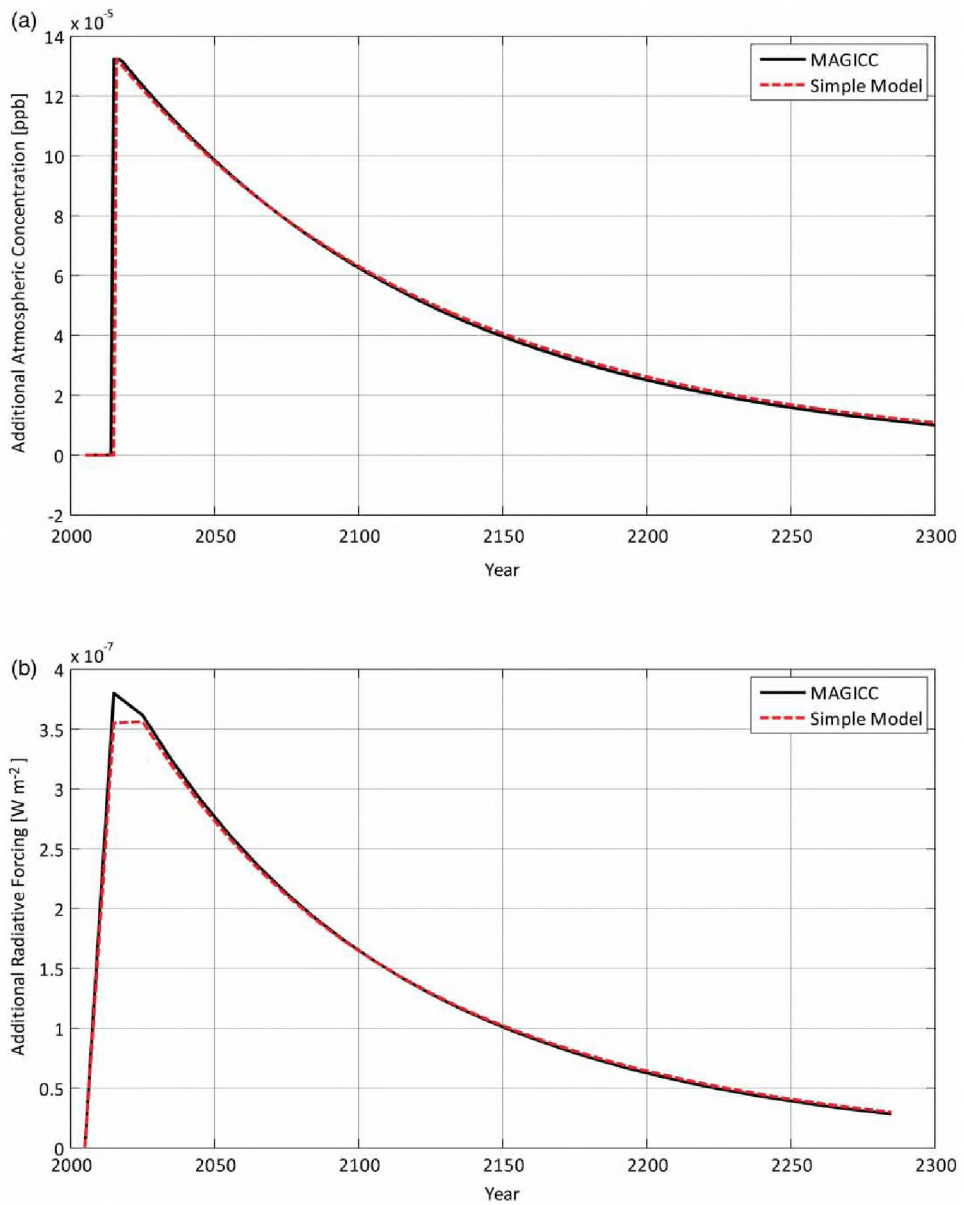 (a)
x 10-5
14
12
10
8
6
4
2
0
-2
Additional Atmospheric Concentration [ppb]
MAGICC
Simple Model
2000 2050 2100 2150 2200 2250 2300
Year
(b)
x 10-7
4
3.5
3
2.5
2
1.5
1
0.5
0
Additional Radiative Forcing [W m-2 ]
MAGICC
Simple Model
2000 2050 2100 2150 2200 2250 2300
Year